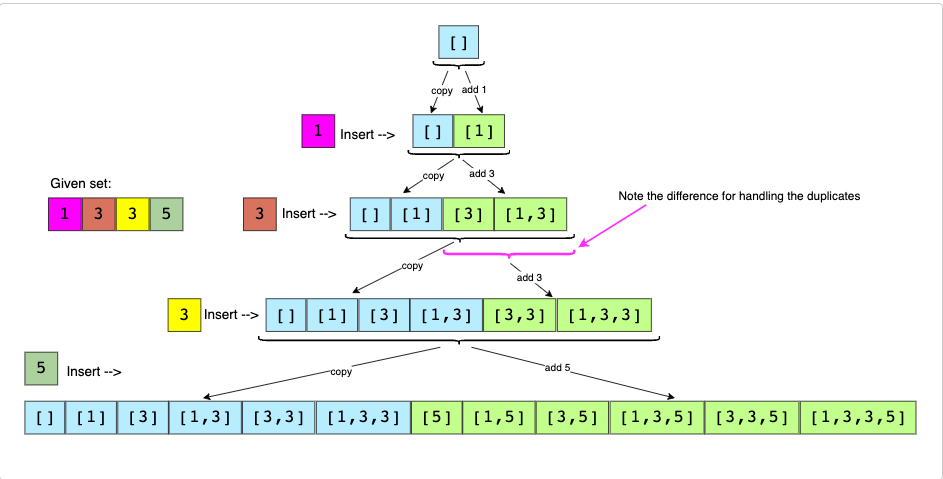 []
copy add 1
1 Insert --> [] [1]
copy add 3
Given set:
1 3 3 5
3 Insert --> [] [1] [3] [1,3]
Note the difference for handling the duplicates
copy add 3
3 Insert --> [] [1] [3] [1,3] [3,3] [1,3,3]
5 Insert -->
copy add 5
[] [1] [3] [1,3] [3,3] [1,3,3] [5] [1,5] [3,5] [1,3,5] [3,3,5] [1,3,3,5]